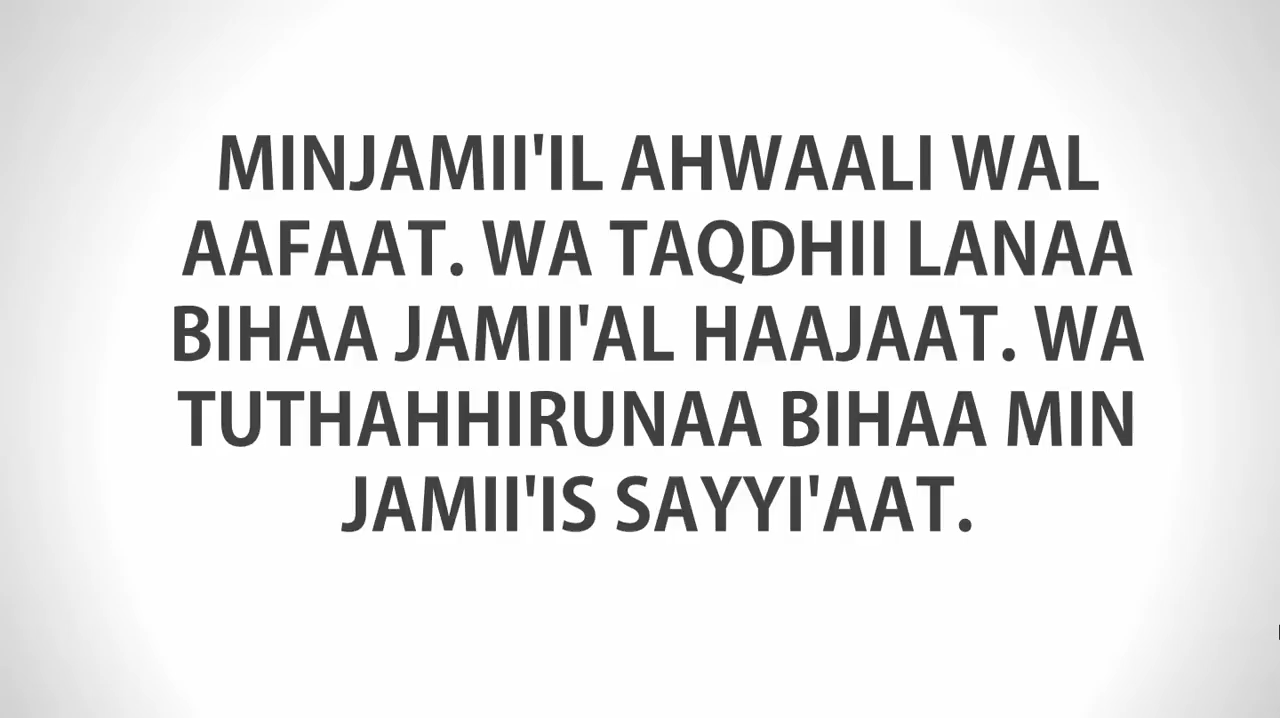 MINJAMII'IL AHWAALI WAL
AAFAAT. WA TAQDHII LANAA
BIHAA JAMII'AL HAAJAAT. WA
TUTHAHHIRUNAA BIHAA MIN
JAMII'IS SAYYI'AAT.